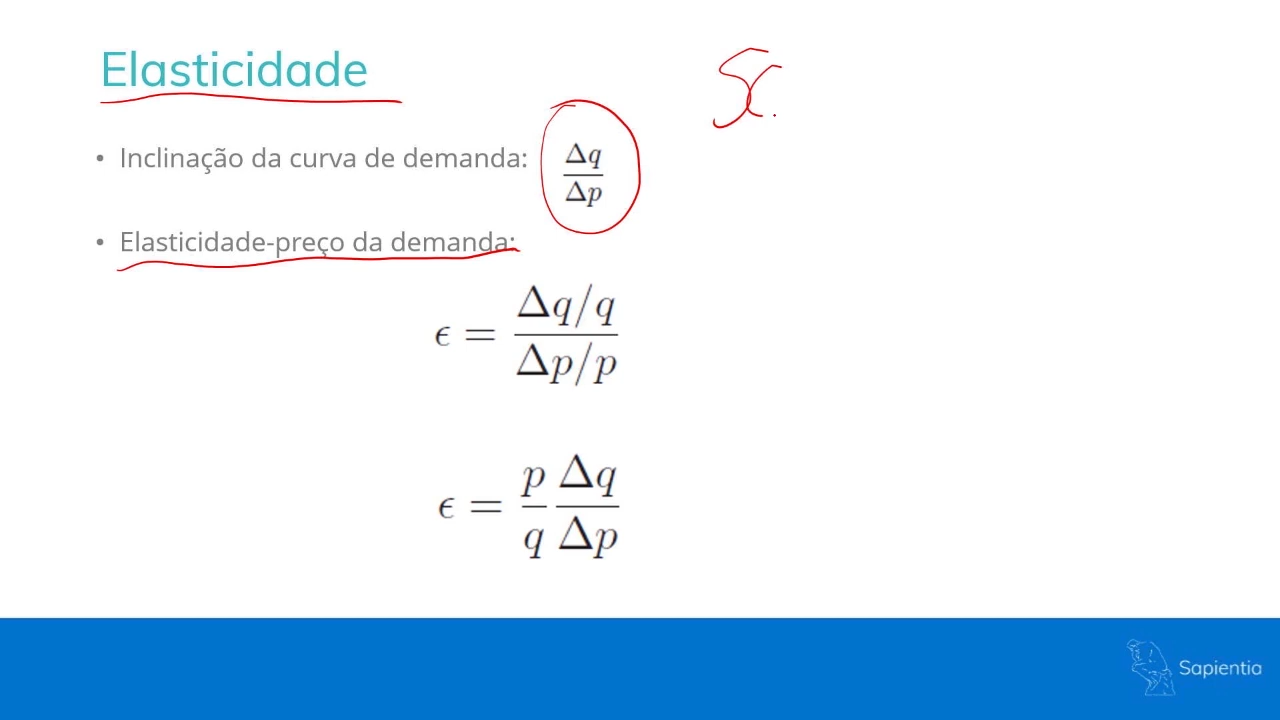 Elasticidade
• Inclinação da curva de demanda: Δq/Δp
• Elasticidade-preço da demanda:
ϵ = (Δq/q)/(Δp/p)
ϵ = p/q Δq/Δp
Sapientia